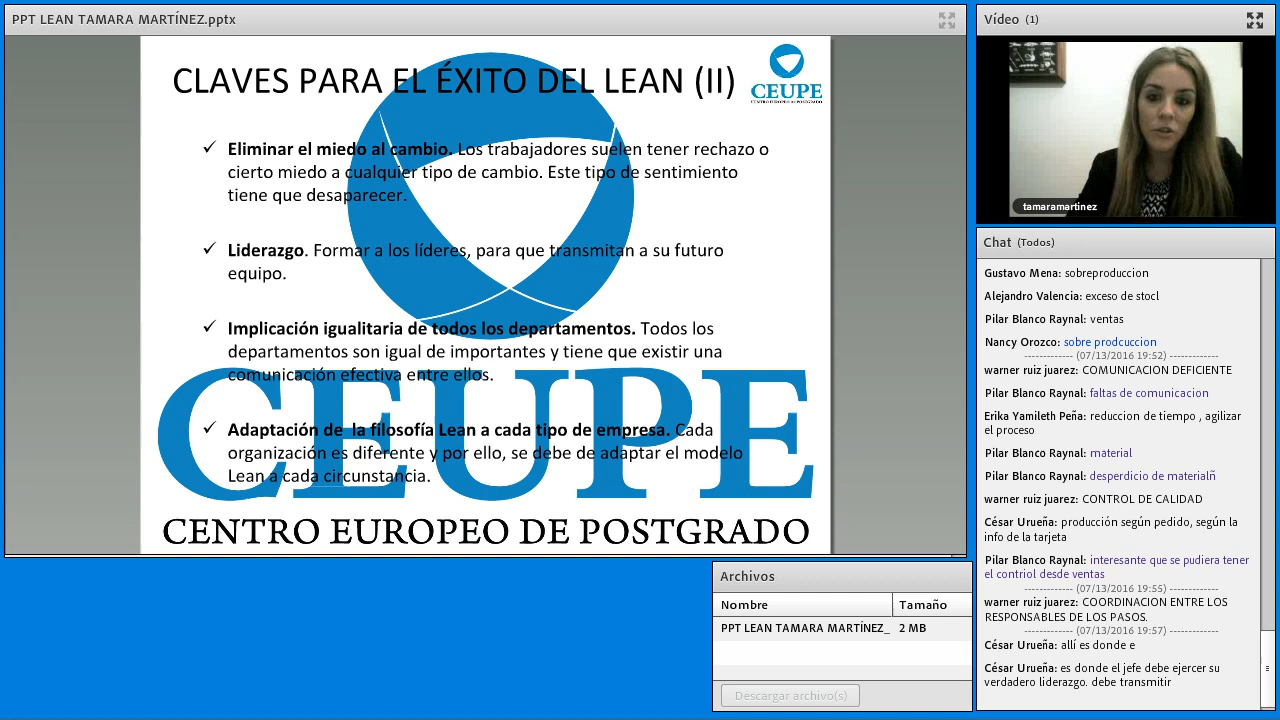 PPT LEAN TAMARA MARTÍNEZ.pptx
CLAVES PARA EL ÉXITO DEL LEAN (II)
CEUPE
CENTRO EUROPEO DE POSTGRADO
✓ Eliminar el miedo al cambio. Los trabajadores suelen tener rechazo o
cierto miedo a cualquier tipo de cambio. Este tipo de sentimiento
tiene que desaparecer.
✓ Liderazgo. Formar a los líderes, para que transmitan a su futuro
equipo.
✓ Implicación igualitaria de todos los departamentos. Todos los
departamentos son igual de importantes y tiene que existir una
comunicación efectiva entre ellos.
✓ Adaptación de  la filosofía Lean a cada tipo de empresa. Cada
organización es diferente y por ello, se debe de adaptar el modelo
Lean a cada circunstancia.
CEUPE
CENTRO EUROPEO DE POSTGRADO
Vídeo (1)
tamaramartinez
Chat (Todos)
Gustavo Mena: sobreproduccion
Alejandro Valencia: exceso de stocl
Pilar Blanco Raynal: ventas
Nancy Orozco: sobre prodcuccion
------------- (07/13/2016 19:52) -------------
warner ruiz juarez: COMUNICACION DEFICIENTE
Pilar Blanco Raynal: faltas de comunicacion
Erika Yamileth Peña: reduccion de tiempo , agilizar
el proceso
Pilar Blanco Raynal: material
Pilar Blanco Raynal: desperdicio de materialñ
warner ruiz juarez: CONTROL DE CALIDAD
César Urueña: producción según pedido, según la
info de la tarjeta
Pilar Blanco Raynal: interesante que se pudiera tener
el contriol desde ventas
------------- (07/13/2016 19:55) -------------
warner ruiz juarez: COORDINACION ENTRE LOS
RESPONSABLES DE LOS PASOS.
------------- (07/13/2016 19:57) -------------
César Urueña: allí es donde e
César Urueña: es donde el jefe debe ejercer su
verdadero liderazgo. debe transmitir
Archivos
Nombre
Tamaño
PPT LEAN TAMARA MARTÍNEZ_
2 MB
Descargar archivo(s)